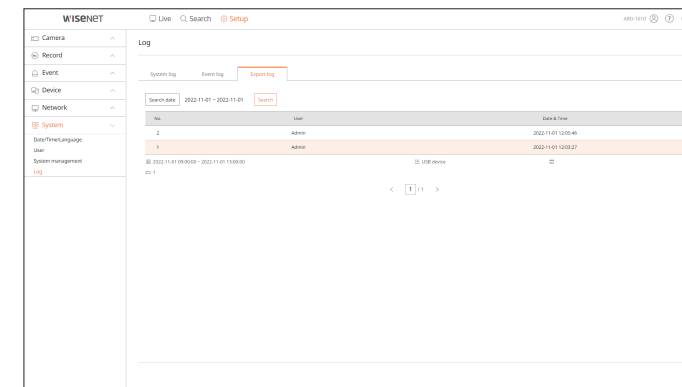 WISENET Live Search Setup ARD-1610
Camera
Log
Record
Event
System log Event log Export log
Device
Search date 2022-11-01 ~ 2022-11-01 Search
Network
No. User Date & Time
System
2 Admin 2022-11-01 12:05:46
Date/Time/Language
User
1 Admin 2022-11-01 12:03:27
System management
2022-11-01 09:00:00 ~ 2022-11-01 13:00:00 USB device
Log
1
< 1 / 1 >